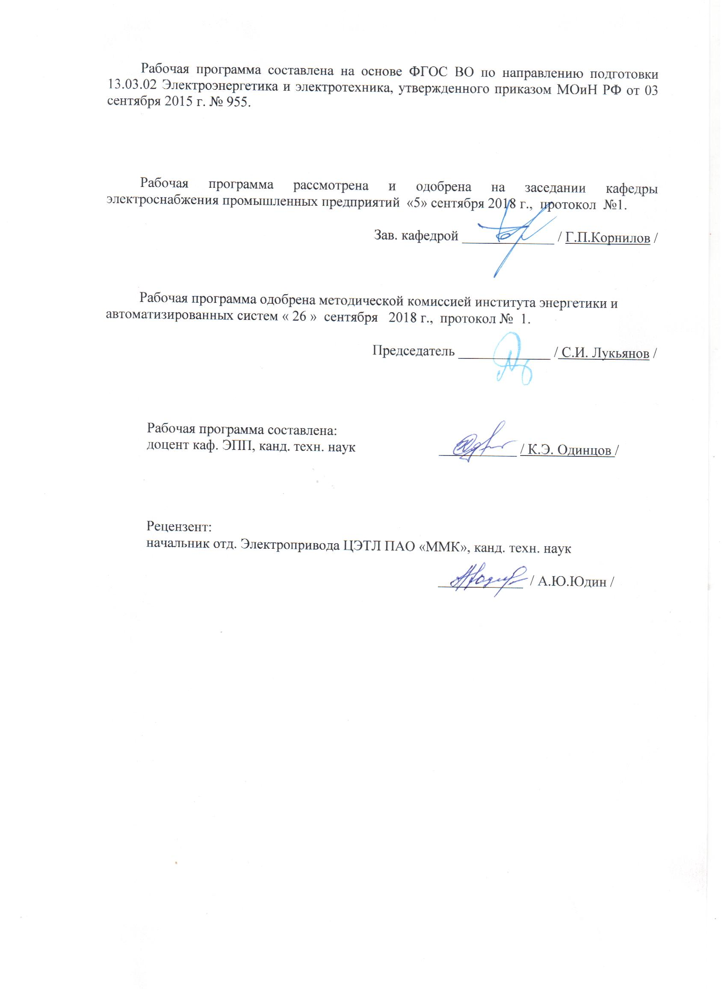 Рабочая программа составлена на основе ФГОС ВО по направлению подготовки
13.03.02 Электроэнергетика и электротехника, утвержденного приказом МОиН РФ от 03
сентября 2015 г. № 955.
Рабочая программа рассмотрена и одобрена на заседании кафедры
электроснабжения промышленных предприятий «5» сентября 2018 г., протокол №1.
Зав. кафедрой ______________ / Г.П.Корнилов /
Рабочая программа одобрена методической комиссией института энергетики и
автоматизированных систем « 26 » сентября 2018 г., протокол № 1.
Председатель ______________ / С.И. Лукьянов /
Рабочая программа составлена:
доцент каф. ЭПП, канд. техн. наук ____________ / К.Э. Одинцов /
Рецензент:
начальник отд. Электропривода ЦЭТЛ ПАО «ММК», канд. техн. наук
_____________ / А.Ю.Юдин /